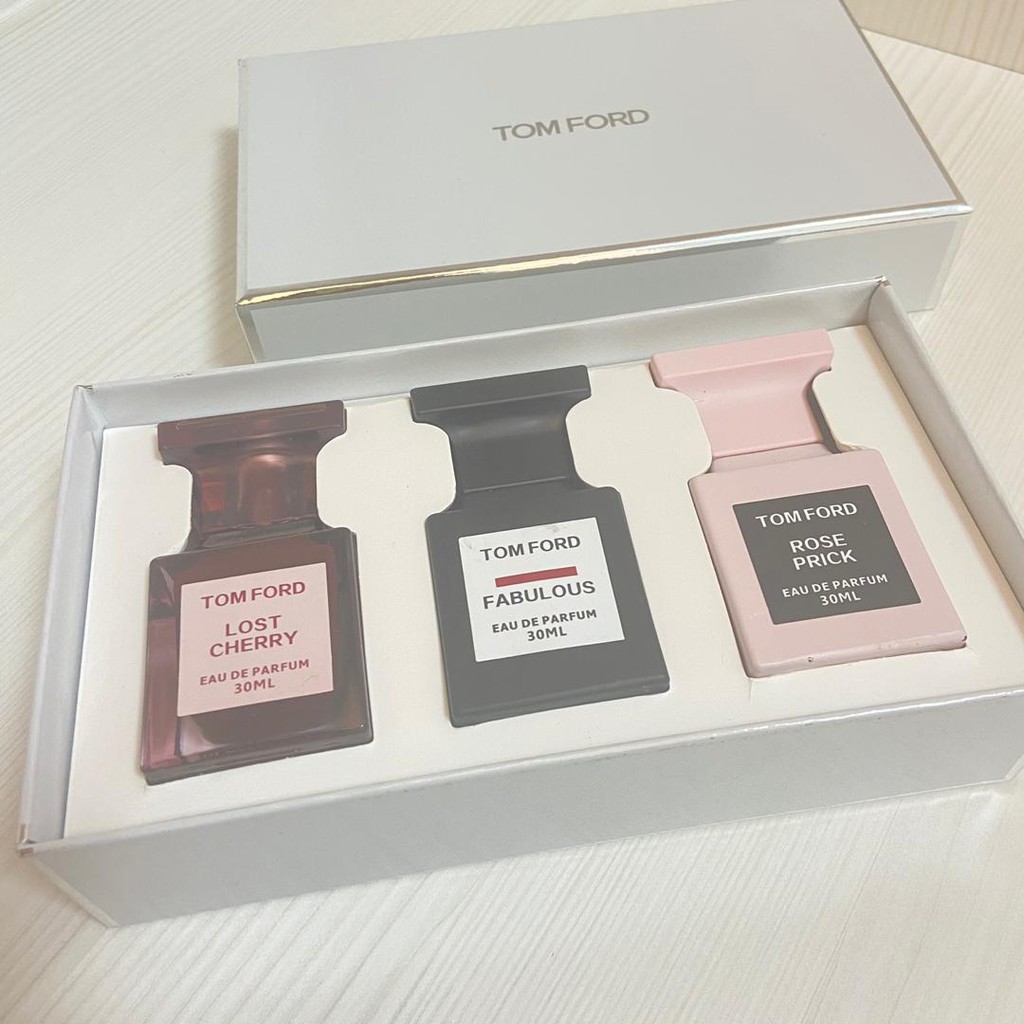 TOM FORD
TOM FORD
LOST
CHERRY
EAU DE PARFUM
30ML
TOM FORD
FABULOUS
EAU DE PARFUM
30ML
TOM FORD
ROSE
PRICK
EAU DE PARFUM
30ML